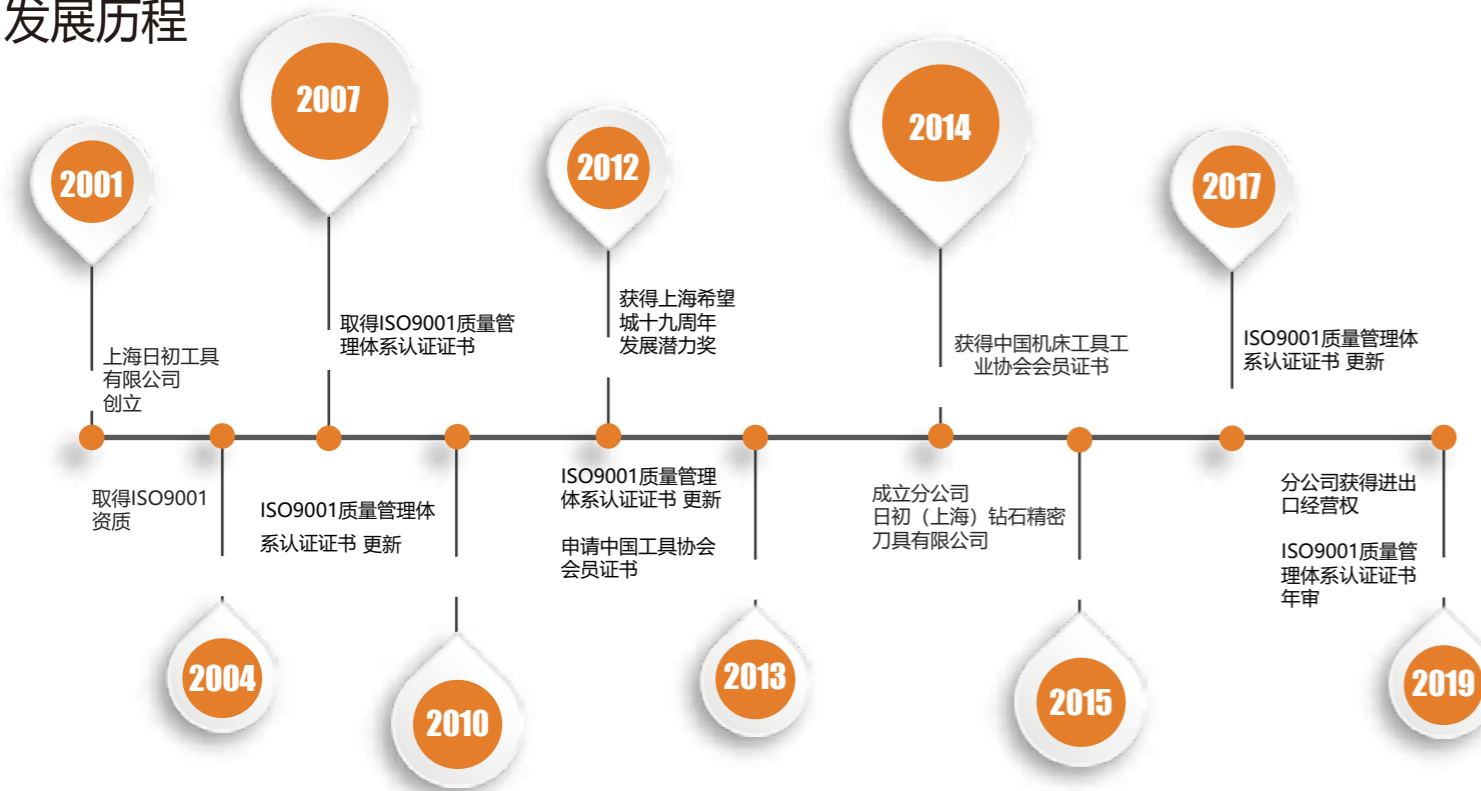 发展历程
2001
上海日初工具
有限公司
创立
2004
取得ISO9001
资质
2007
取得ISO9001质量管
理体系认证证书
2010
ISO9001质量管理体
系认证证书 更新
2012
获得上海希望
城十九周年
发展潜力奖
2013
ISO9001质量管理
体系认证证书 更新
申请中国工具协会
会员证书
2014
获得中国机床工具工
业协会会员证书
2015
成立分公司
日初（上海）钻石精密
刀具有限公司
2017
ISO9001质量管理体
系认证证书 更新
2019
分公司获得进出
口经营权
ISO9001质量管
理体系认证证书
年审